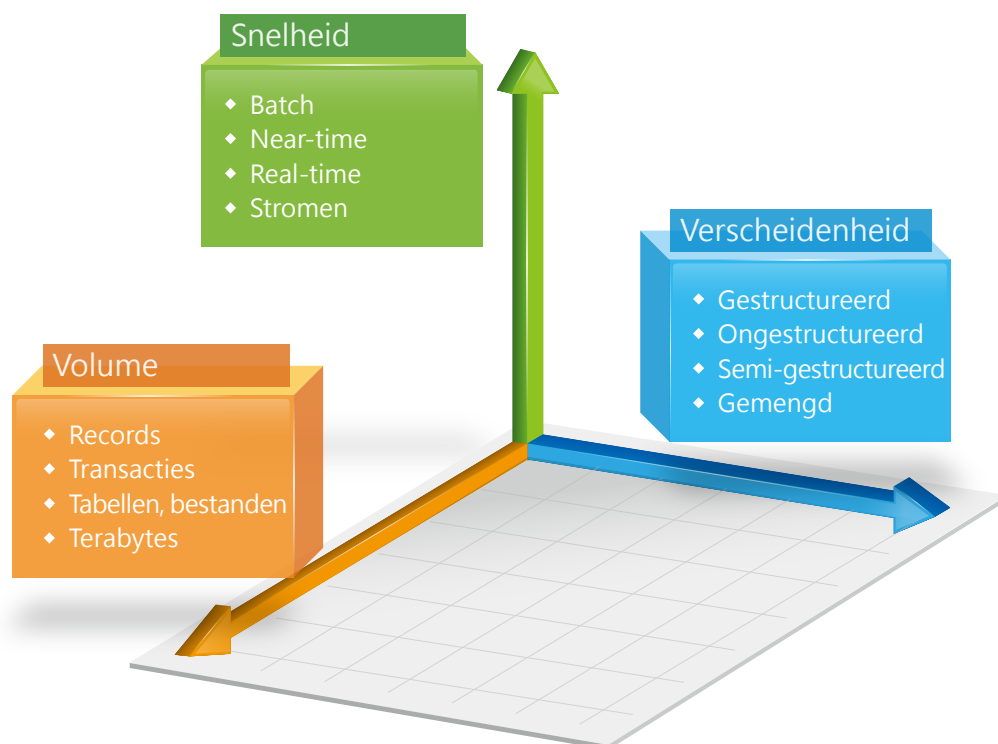 Snelheid
Batch
Near-time
Real-time
Stromen
Verscheidenheid
Gestructureerd
Ongestructureerd
Semi-gestructureerd
Gemengd
Volume
Records
Transacties
Tabellen, bestanden
Terabytes